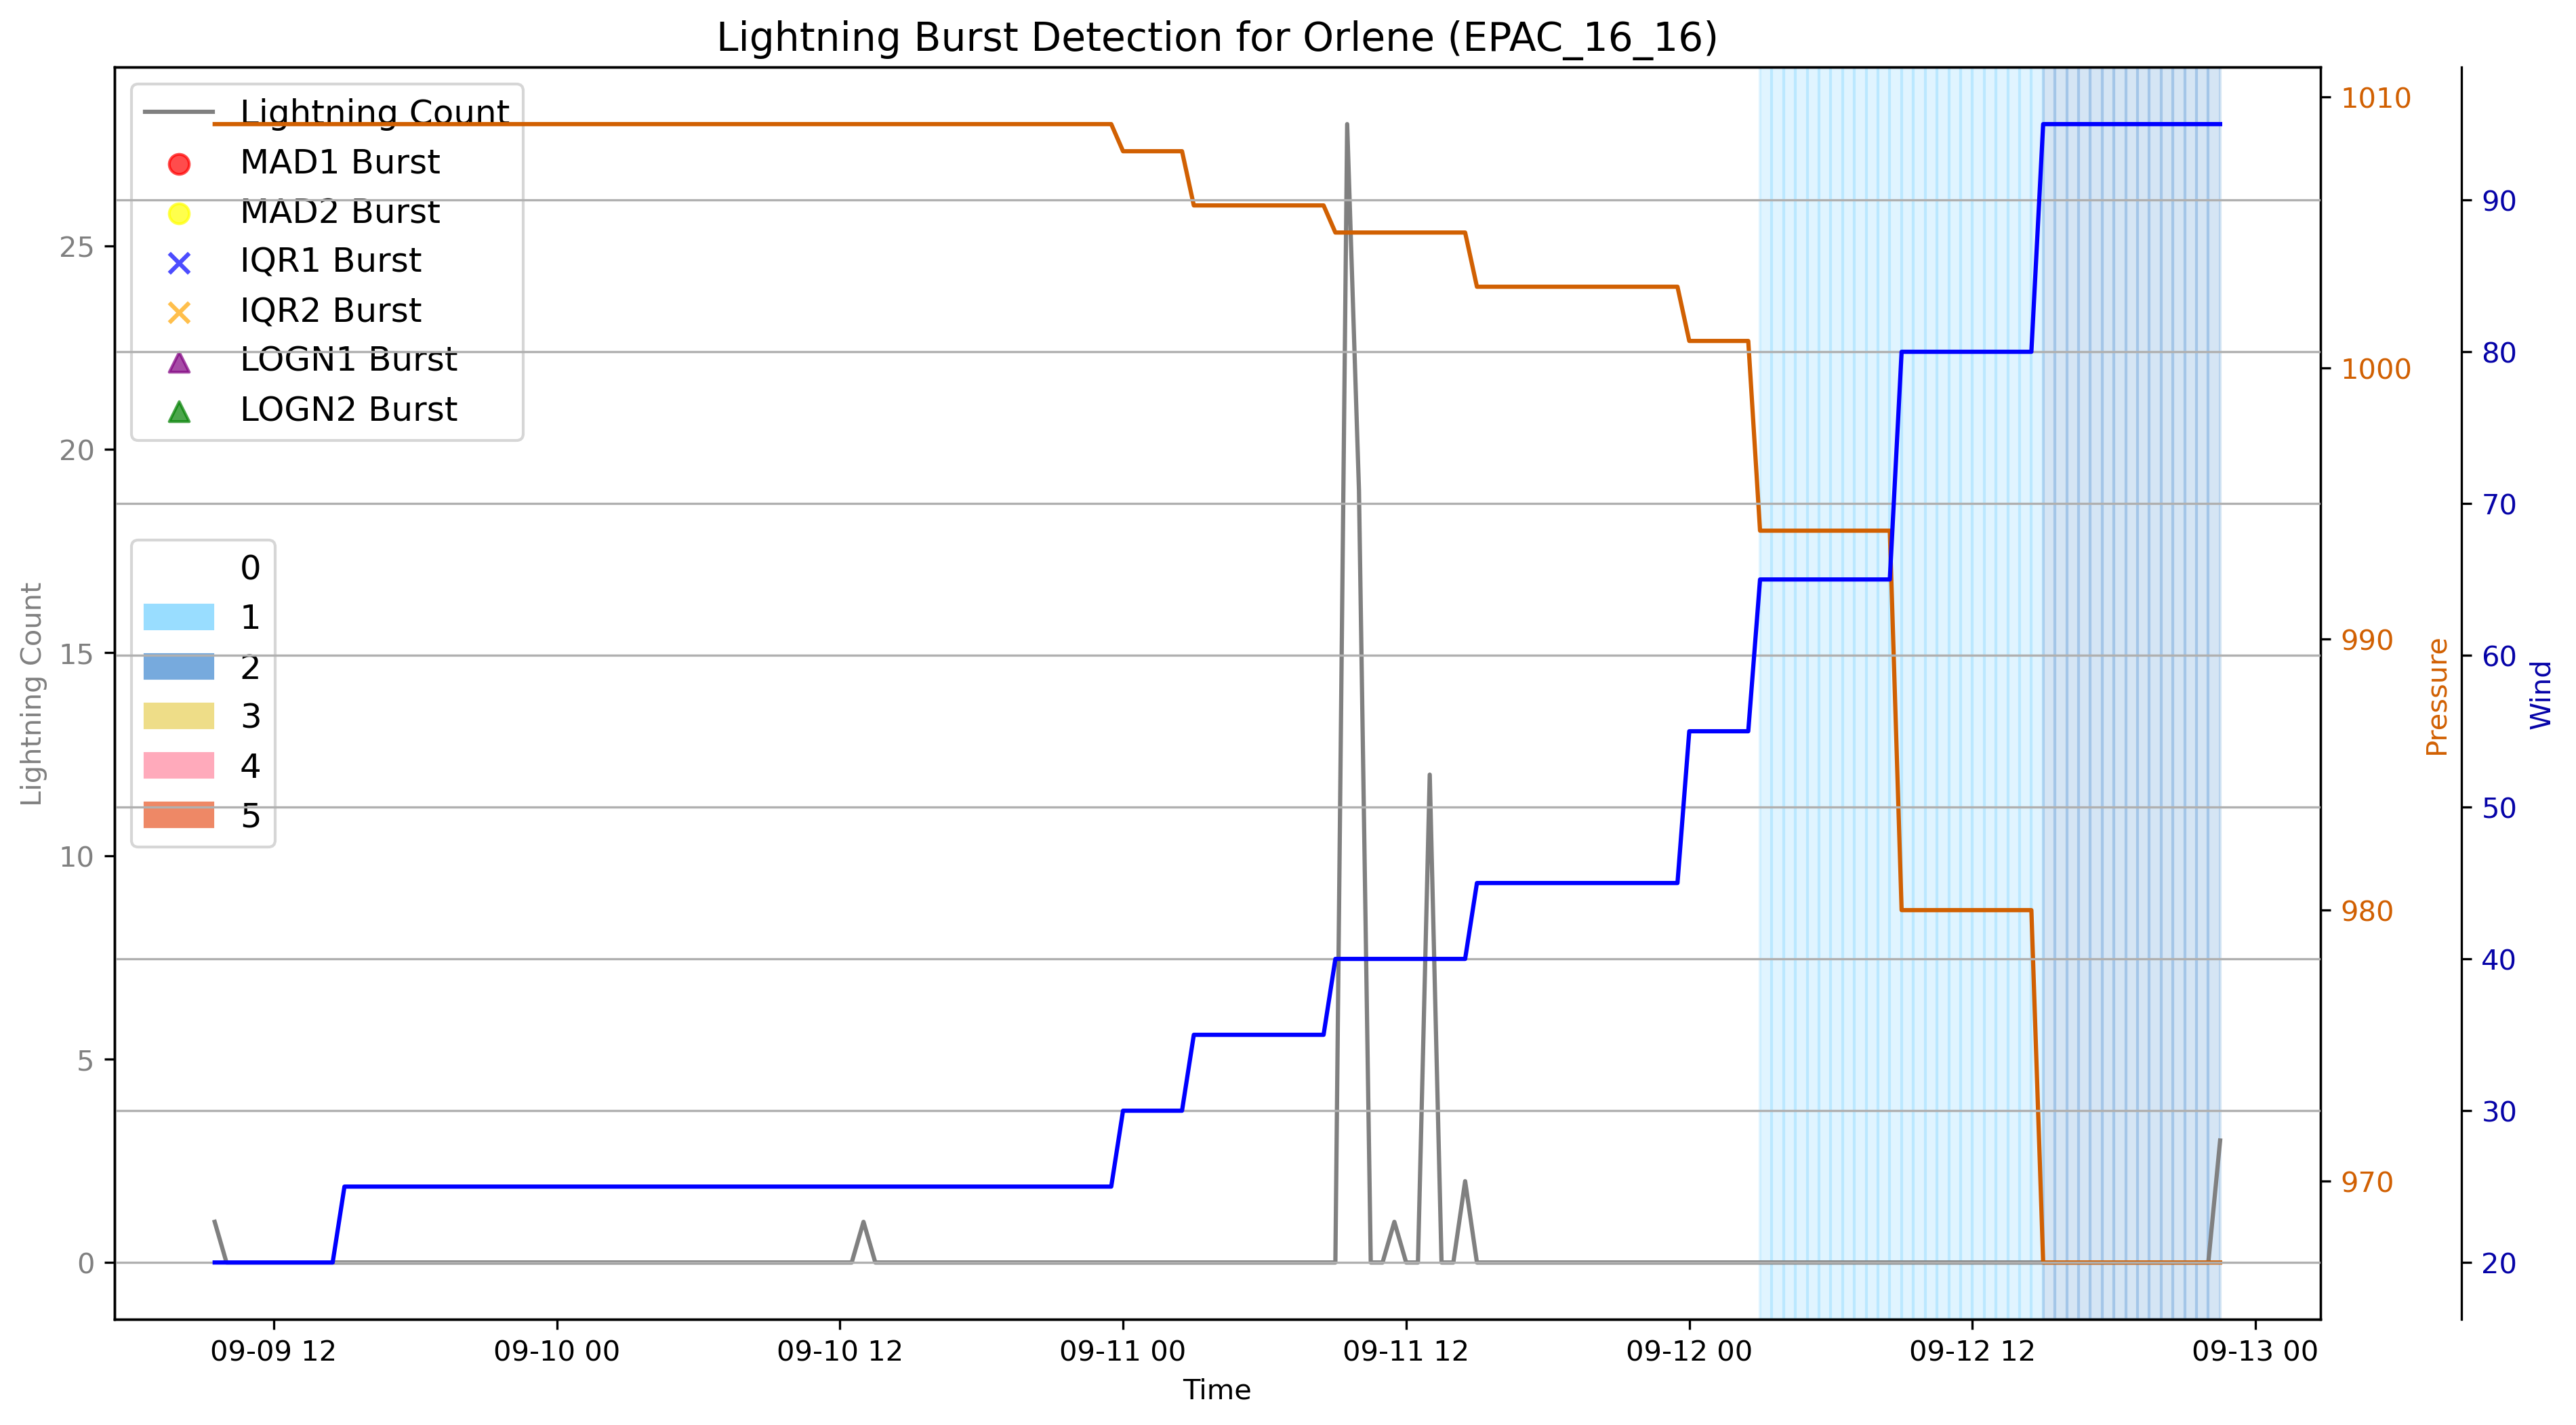 Lightning Burst Detection for Orlene (EPAC_16_16)
Lightning Count
MAD1 Burst
MAD2 Burst
IQR1 Burst
IQR2 Burst
LOGN1 Burst
LOGN2 Burst
0
1
2
3
4
5
Lightning Count
25
20
15
10
5
0
09-09 12
09-10 00
09-10 12
09-11 00
09-11 12
09-12 00
09-12 12
09-13 00
Time
1010
1000
990
980
970
Pressure
90
80
70
60
50
40
30
20
Wind